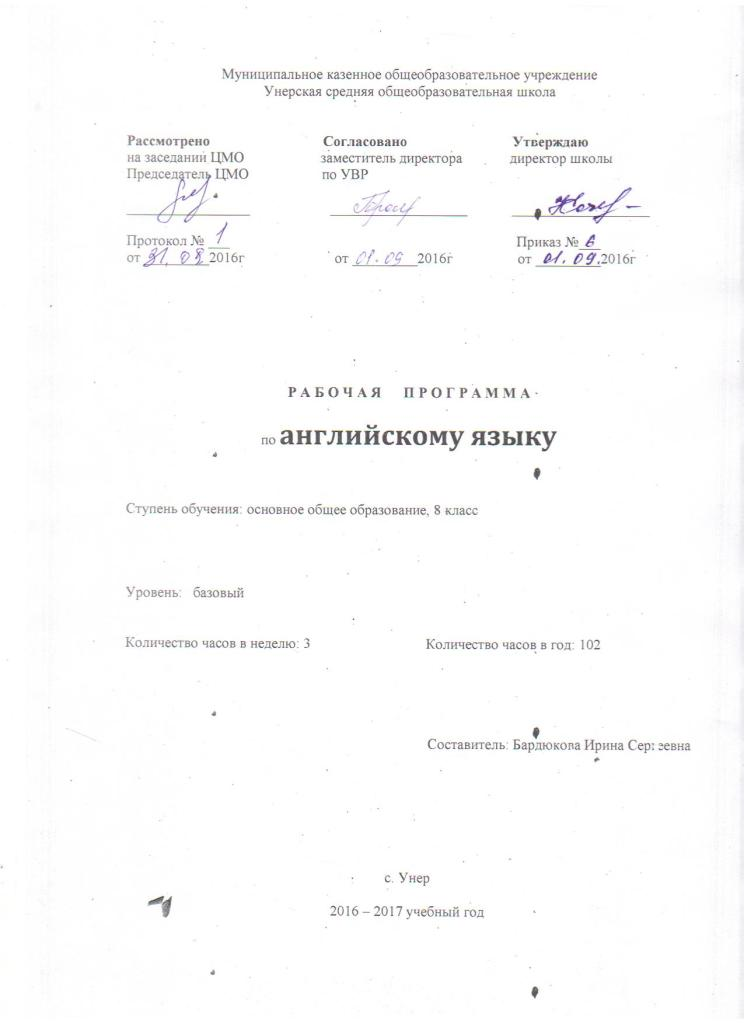 Муниципальное казенное общеобразовательное учреждение
Унерская средняя общеобразовательная школа
Рассмотрено Согласовано Утверждаю
на заседании ЦМО заместитель директора директор школы
Председатель ЦМО по УВР
Протокол № 1 Приказ № 6
от 31.08 2016г от 01.09 2016г от 01.09.2016г
РАБОЧАЯ ПРОГРАММА
по английскому языку
Ступень обучения: основное общее образование, 8 класс
Уровень: базовый
Количество часов в неделю: 3 Количество часов в год: 102
Составитель: Бардюкова Ирина Сергеевна
с. Унер
2016 – 2017 учебный год